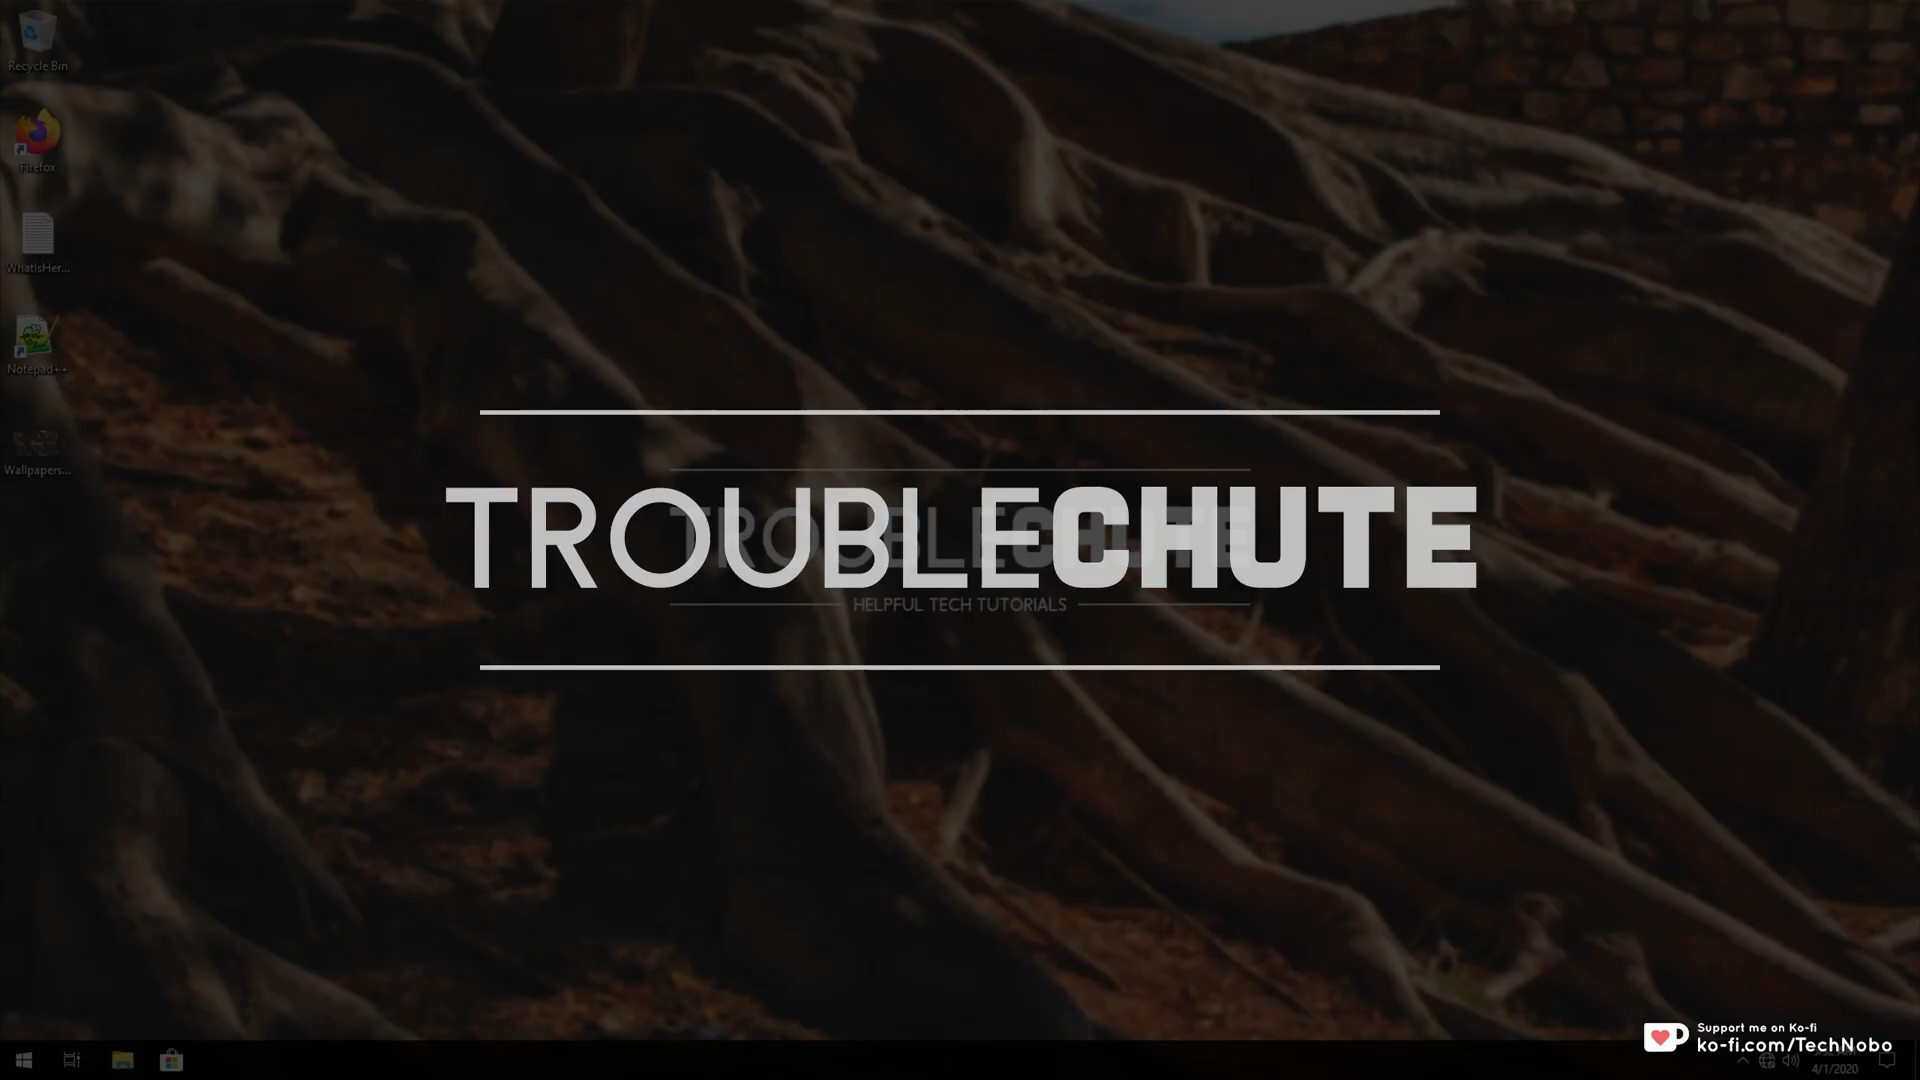 Recycle Bin
Firefox
WhatIsHer...
Notepad++
Wallpapers...
TROUBLECHUTE
TROUBLECHUTE
HELPFUL TECH TUTORIALS
Support me on Ko-fi
ko-fi.com/TechNobo
4/1/2020